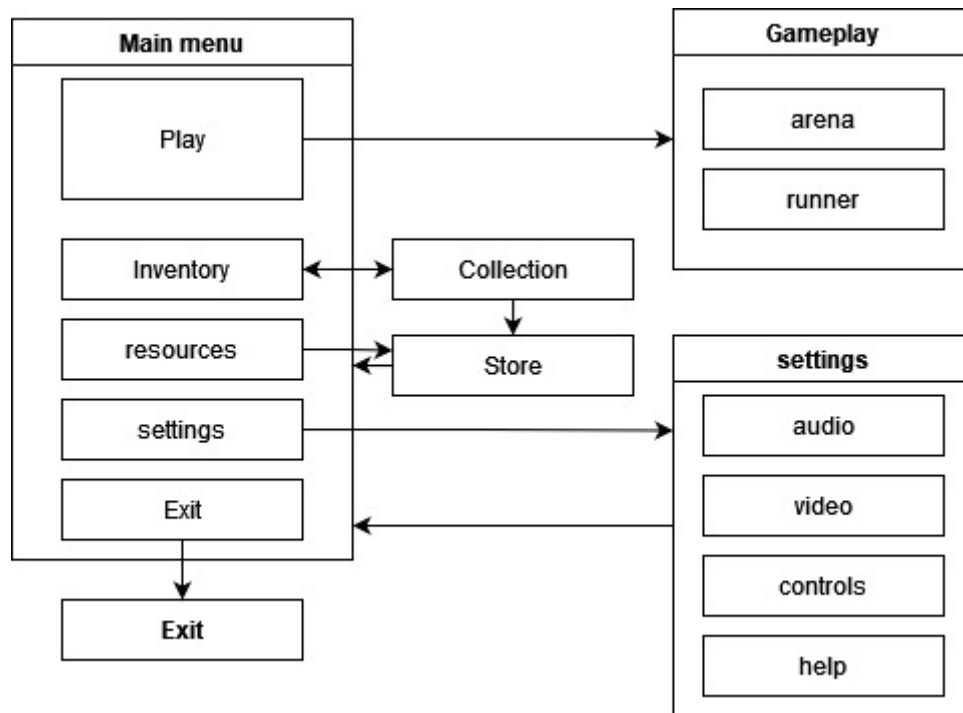 Main menu
Play
Inventory
resources
settings
Exit
Exit
Collection
Store
Gameplay
arena
runner
settings
audio
video
controls
help